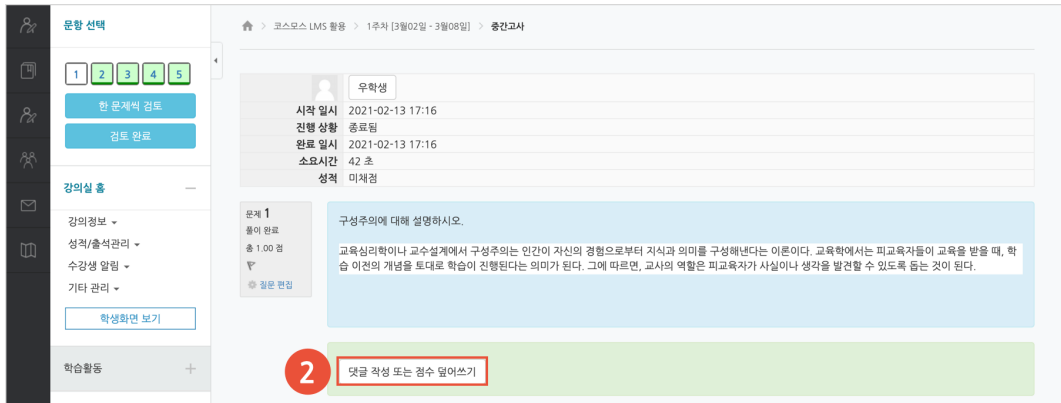 문항 선택
1 2 3 4 5
한 문제씩 검토
검토 완료
강의실 홈
강의정보
성적/출석관리
수강생 알림
기타 관리
학생화면 보기
학습활동
코스모스 LMS 활용 > 1주차 [3월02일 - 3월08일] > 중간고사
우학생
시작 일시 2021-02-13 17:16
진행 상황 종료됨
완료 일시 2021-02-13 17:16
소요시간 42 초
성적 미채점
문제 1
풀이 완료
총 1.00 점
질문 편집
구성주의에 대해 설명하시오.
교육심리학이나 교수설계에서 구성주의는 인간이 자신의 경험으로부터 지식과 의미를 구성해낸다는 이론이다. 교육학에서는 피교육자들이 교육을 받을 때, 학
습 이전의 개념을 토대로 학습이 진행된다는 의미가 된다. 그에 따르면, 교사의 역할은 피교육자가 사실이나 생각을 발견할 수 있도록 돕는 것이 된다.
2 댓글 작성 또는 점수 덮어쓰기